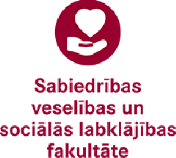 Sabiedrības
veselības un
sociālās labklājības
fakultāte